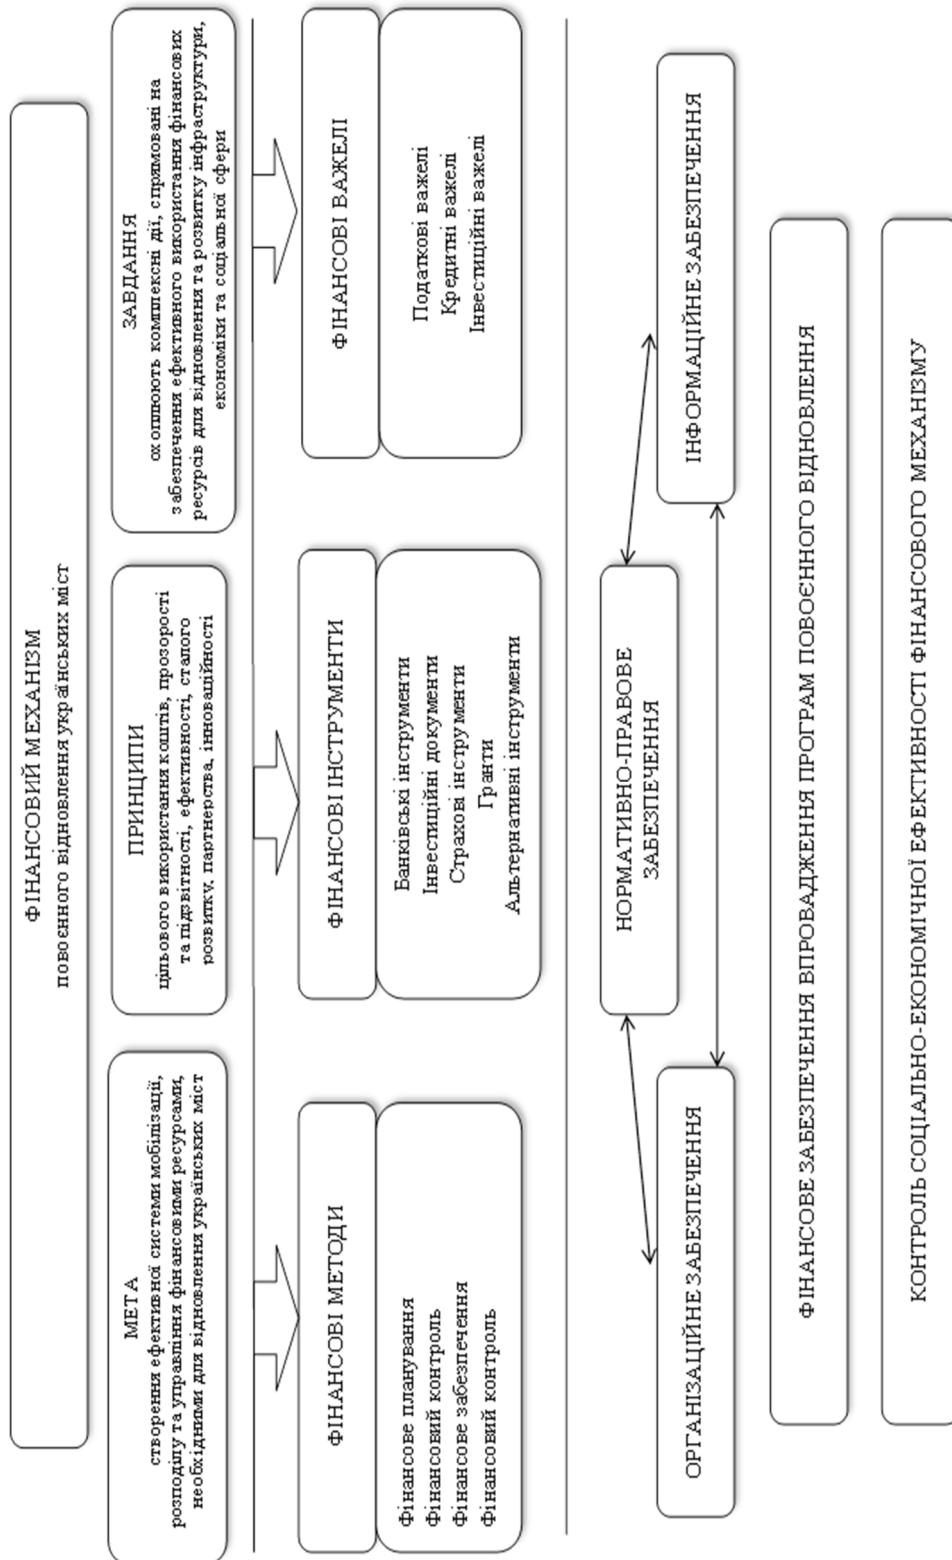 ФІНАНСОВИЙ МЕХАНІЗМ
повоєнного відновлення українських міст
МЕТА
створення ефективної системи мобілізації,
розподілу та управління фінансовими ресурсами,
необхідними для відновлення українських міст
ПРИНЦИПИ
цільового використання коштів, прозорості
та підзвітності, ефективності, сталого
розвитку, партнерства, інноваційності
ЗАВДАННЯ
охоплюють комплексні дії, спрямовані на
забезпечення ефективного використання фінансових
ресурсів для відновлення та розвитку інфраструктури,
економіки та соціальної сфери
ФІНАНСОВІ МЕТОДИ
Фінансове планування
Фінансовий контроль
Фінансове забезпечення
Фінансовий контроль
ФІНАНСОВІ ІНСТРУМЕНТИ
Банківські інструменти
Інвестиційні документи
Страхові інструменти
Гранти
Альтернативні інструменти
ФІНАНСОВІ ВАЖЕЛІ
Податкові важелі
Кредитні важелі
Інвестиційні важелі
НОРМАТИВНО-ПРАВОВЕ
ЗАБЕЗПЕЧЕННЯ
ОРГАНІЗАЦІЙНЕ ЗАБЕЗПЕЧЕННЯ
ІНФОРМАЦІЙНЕ ЗАБЕЗПЕЧЕННЯ
ФІНАНСОВЕ ЗАБЕЗПЕЧЕННЯ ВПРОВАДЖЕННЯ ПРОГРАМ ПОВОЄННОГО ВІДНОВЛЕННЯ
КОНТРОЛЬ СОЦІАЛЬНО-ЕКОНОМІЧНОЇ ЕФЕКТИВНОСТІ ФІНАНСОВОГО МЕХАНІЗМУ